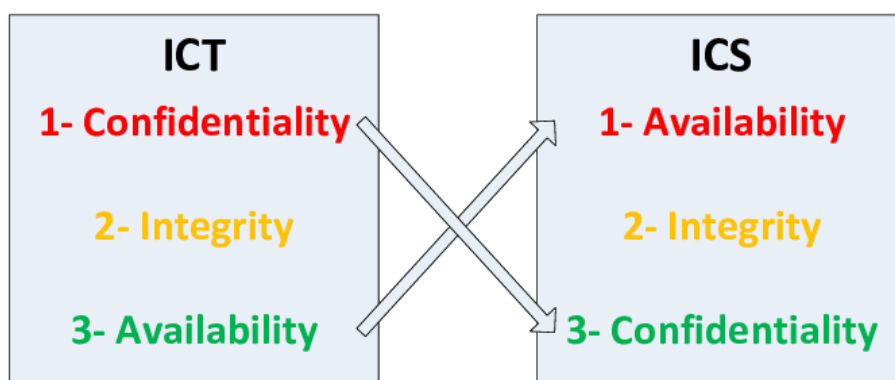 ICT
1- Confidentiality
2- Integrity
3- Availability
ICS
1- Availability
2- Integrity
3- Confidentiality